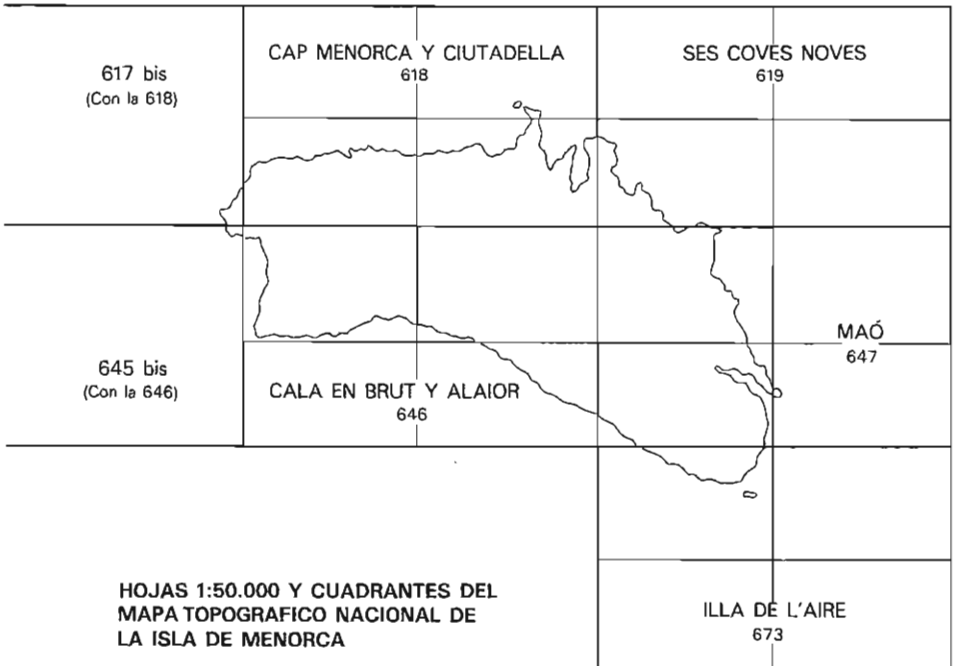 617 bis
(Con la 618)
CAP MENORCA Y CIUTADELLA
618
SES COVES NOVES
619
645 bis
(Con la 646)
CALA EN BRUT Y ALAIOR
646
MAÓ
647
HOJAS 1:50.000 Y CUADRANTES DEL
MAPA TOPOGRAFICO NACIONAL DE
LA ISLA DE MENORCA
ILLA DE L'AIRE
673